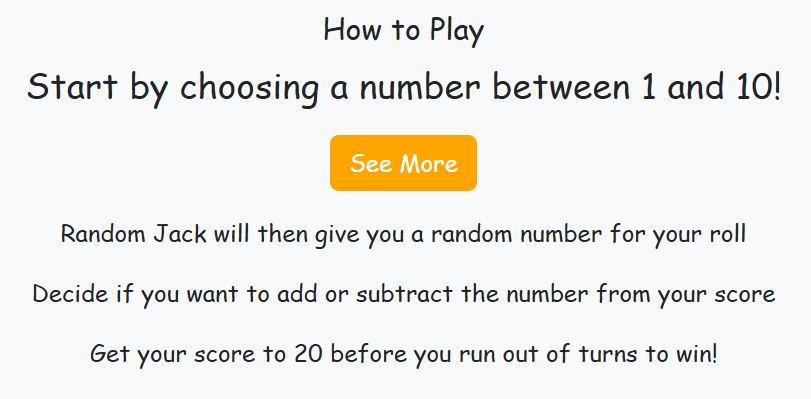 How to Play
Start by choosing a number between 1 and 10!
See More
Random Jack will then give you a random number for your roll
Decide if you want to add or subtract the number from your score
Get your score to 20 before you run out of turns to win!